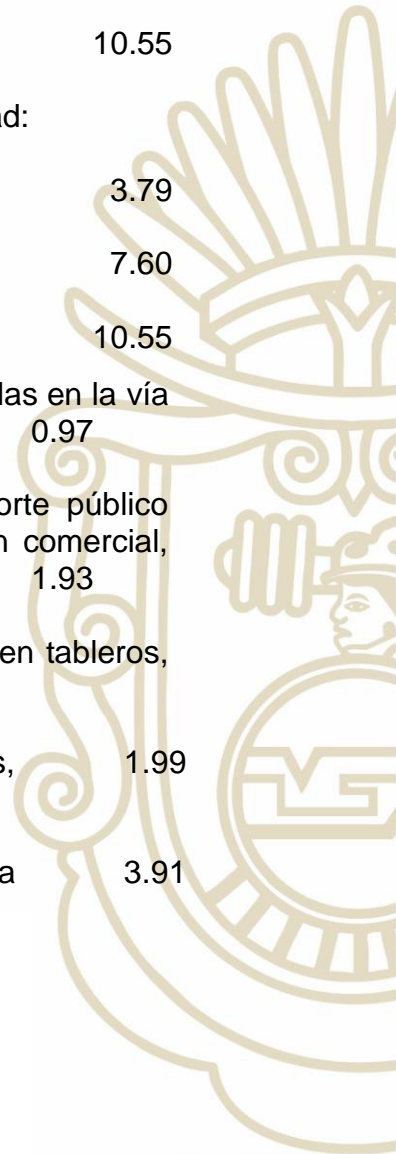 10.55
ad:
3.79
7.60
10.55
das en la vía
0.97
orte público
n comercial,
1.93
en tableros,
s, 1.99
a 3.91